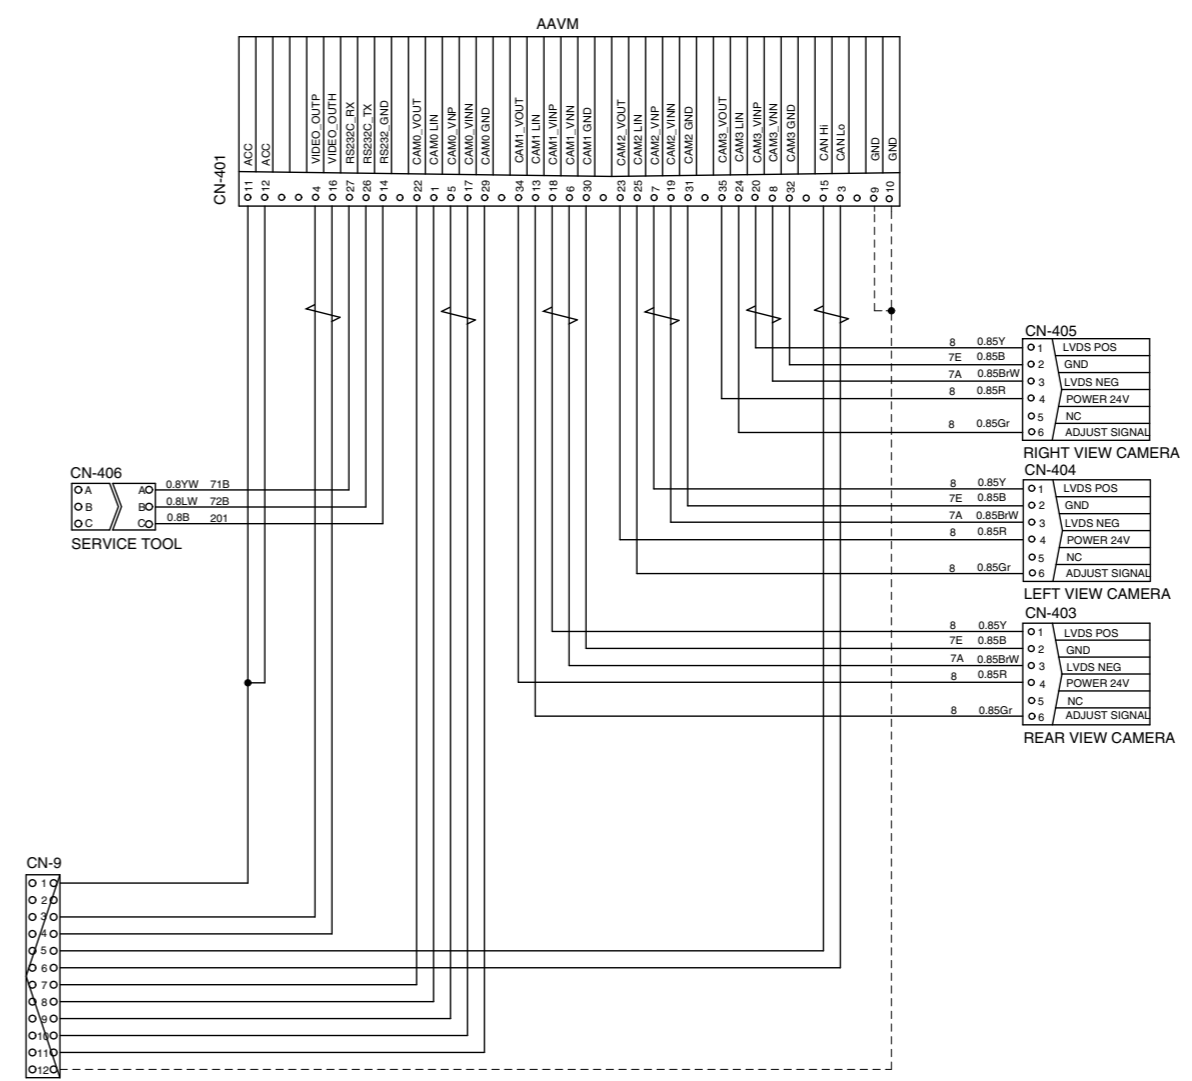 AAVM
CN-401
ACC
ACC
VIDEO_OUTP
VIDEO_OUTH
RS232C_RX
RS232C_TX
RS232_GND
CAM0_VOUT
CAM0 LIN
CAM0_VNP
CAM0_VINN
CAM0 GND
CAM1_VOUT
CAM1 LIN
CAM1_VINP
CAM1_VNN
CAM1 GND
CAM2_VOUT
CAM2 LIN
CAM2_VNP
CAM2_VINN
CAM2 GND
CAM3_VOUT
CAM3 LIN
CAM3_VINP
CAM3_VNN
CAM3 GND
CAN Hi
CAN Lo
GND
GND
11 12 4 16 27 26 14 22 1 5 17 29 34 13 18 6 30 23 25 7 19 31 35 24 20 8 32 15 3 9 10
CN-405
8 0.85Y 1 LVDS POS
7E 0.85B 2 GND
7A 0.85BrW 3 LVDS NEG
8 0.85R 4 POWER 24V
5 NC
8 0.85Gr 6 ADJUST SIGNAL
RIGHT VIEW CAMERA
CN-404
8 0.85Y 1 LVDS POS
7E 0.85B 2 GND
7A 0.85BrW 3 LVDS NEG
8 0.85R 4 POWER 24V
5 NC
8 0.85Gr 6 ADJUST SIGNAL
LEFT VIEW CAMERA
CN-406
A A 0.8YW 71B
B B 0.8LW 72B
C C 0.8B 201
SERVICE TOOL
CN-403
8 0.85Y 1 LVDS POS
7E 0.85B 2 GND
7A 0.85BrW 3 LVDS NEG
8 0.85R 4 POWER 24V
5 NC
8 0.85Gr 6 ADJUST SIGNAL
REAR VIEW CAMERA
CN-9
1
2
3
4
5
6
7
8
9
10
11
12